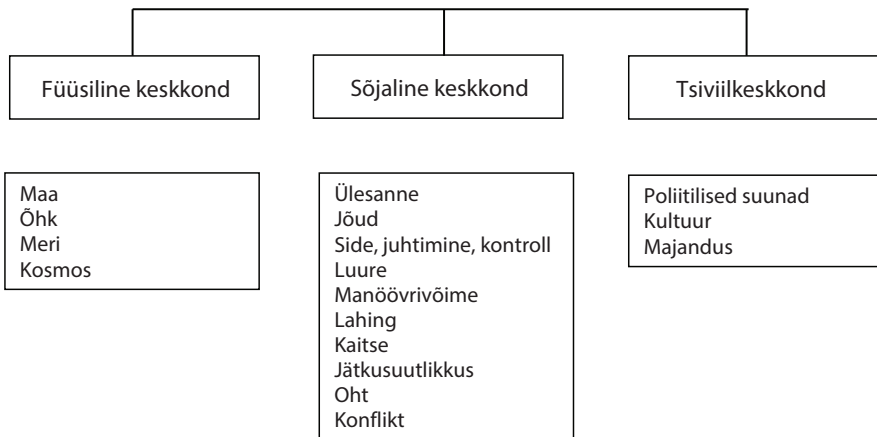 Füüsiline keskkond
Sõjaline keskkond
Tsiviilkeskkond
Maa
Õhk
Meri
Kosmos
Ülesanne
Jõud
Side, juhtimine, kontroll
Luure
Manöövrivõime
Lahing
Kaitse
Jätkusuutlikkus
Oht
Konflikt
Poliitilised suunad
Kultuur
Majandus